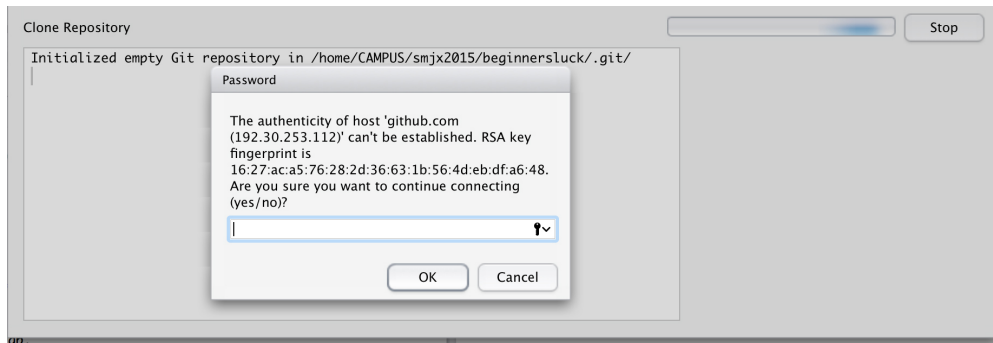 Clone Repository
Stop
Initialized empty Git repository in /home/CAMPUS/smjx2015/beginnersluck/.git/
Password
The authenticity of host 'github.com
(192.30.253.112)' can't be established. RSA key
fingerprint is
16:27:ac:a5:76:28:2d:36:63:1b:56:4d:eb:df:a6:48.
Are you sure you want to continue connecting
(yes/no)?
OK
Cancel